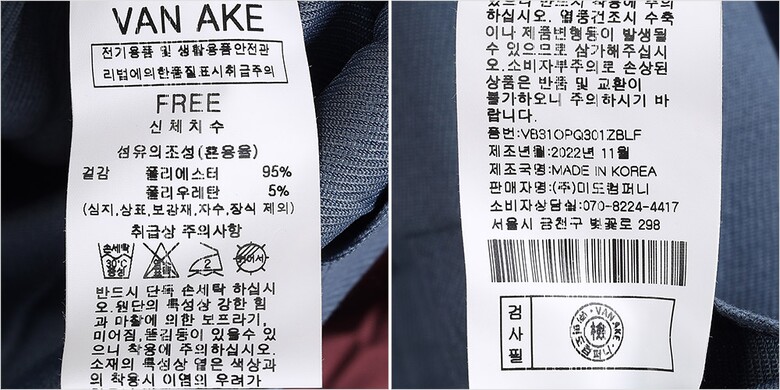 VAN AKE
전기용품 및 생활용품안전관
리법에의한품질표시취급주의
FREE
신체치수
섬유의조성(혼용율)
겉감 폴리에스터 95%
폴리우레탄 5%
(심지,상표,보강재,자수,장식 제외)
취급상 주의사항
손세탁
30°C
중성
2
드라이
반드시 단독 손세탁 하십시
오.원단의 특성상 강한 힘
과 마찰에 의한 보프라기,
미어짐,뜯김등이 있을수 있
으니 착용에 주의하십시오.
소재의 특성상 옅은 색상과
의 착용시 이염의 우려가
있으니 반드시 착용에 주의
하십시오. 열풍건조시 수축
이나 제품변형등이 발생될
수 있으므로 삼가해주십시
오.소비자부주의로 손상된
상품은 반품 및 교환이
불가하오니 주의하시기 바
랍니다.
품번:VB31OPQ301ZBLF
제조년월:2022년 11월
제조국명:MADE IN KOREA
판매자명:(주)미도컴퍼니
소비자상담실:070-8224-4417
서울시 금천구 벚꽃로 298
검사필
VAN AKE
檢